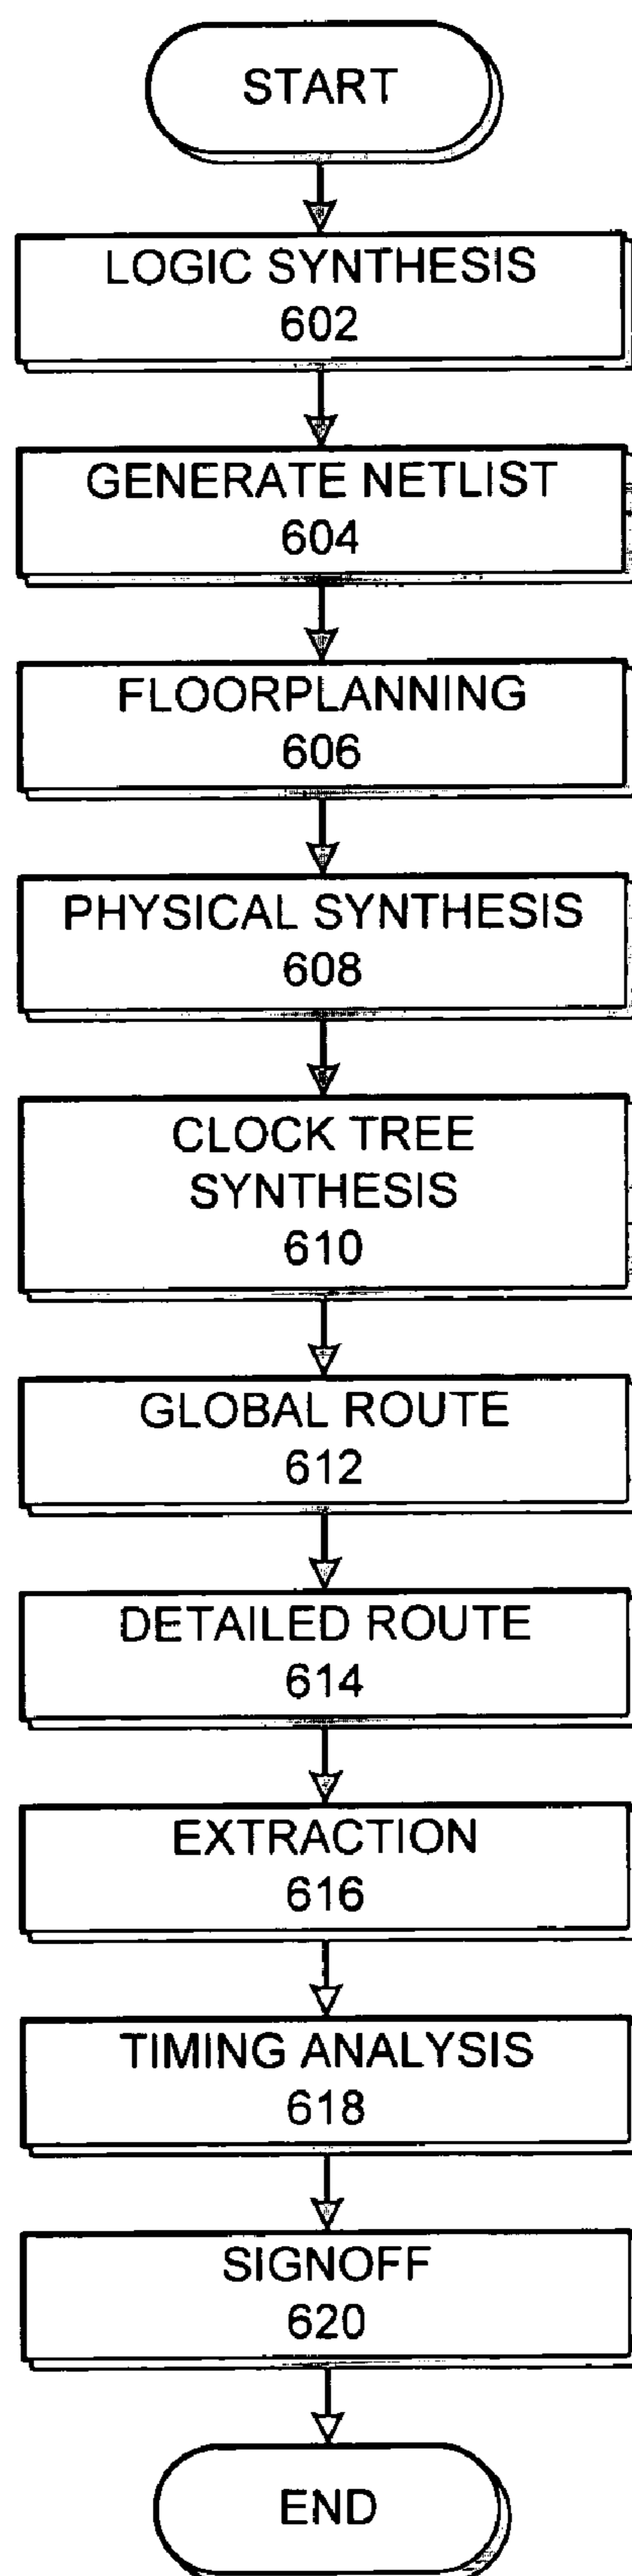 START
LOGIC SYNTHESIS
602
GENERATE NETLIST
604
FLOORPLANNING
606
PHYSICAL SYNTHESIS
608
CLOCK TREE
SYNTHESIS
610
GLOBAL ROUTE
612
DETAILED ROUTE
614
EXTRACTION
616
TIMING ANALYSIS
618
SIGNOFF
620
END